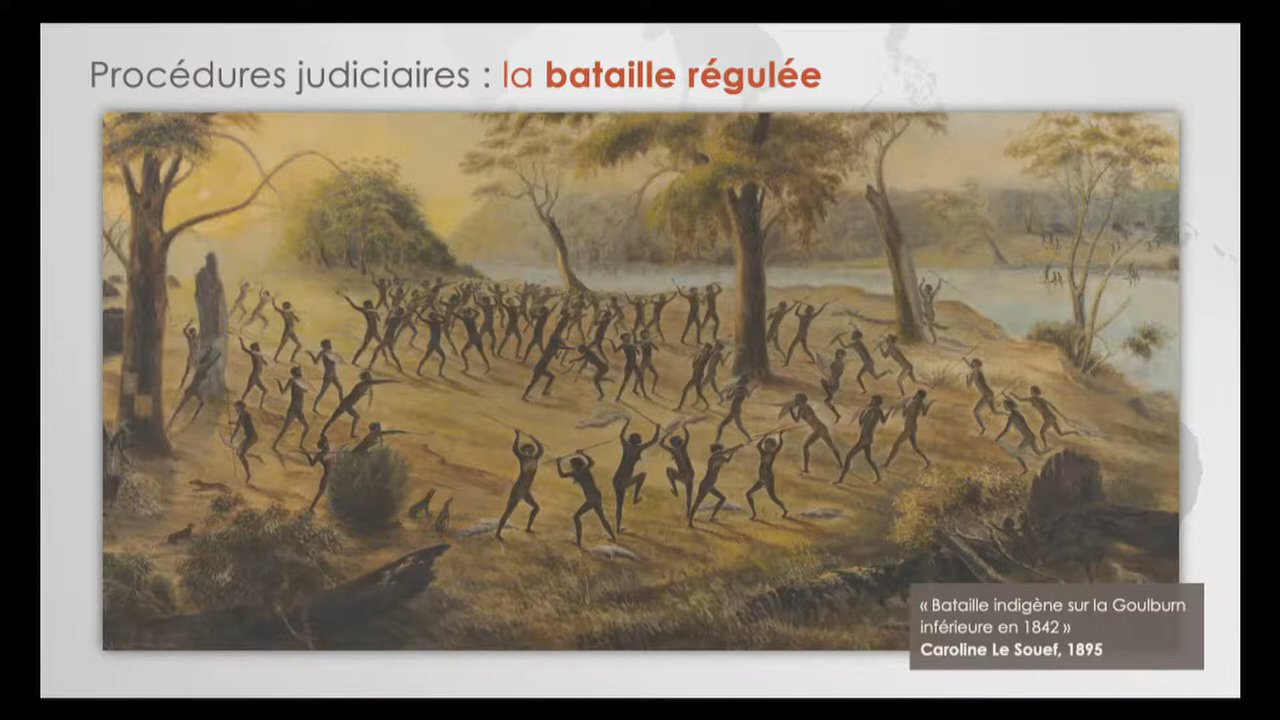 Procédures judiciaires : la bataille régulée
« Bataille indigène sur la Goulburn
inférieure en 1842 »
Caroline Le Souef, 1895